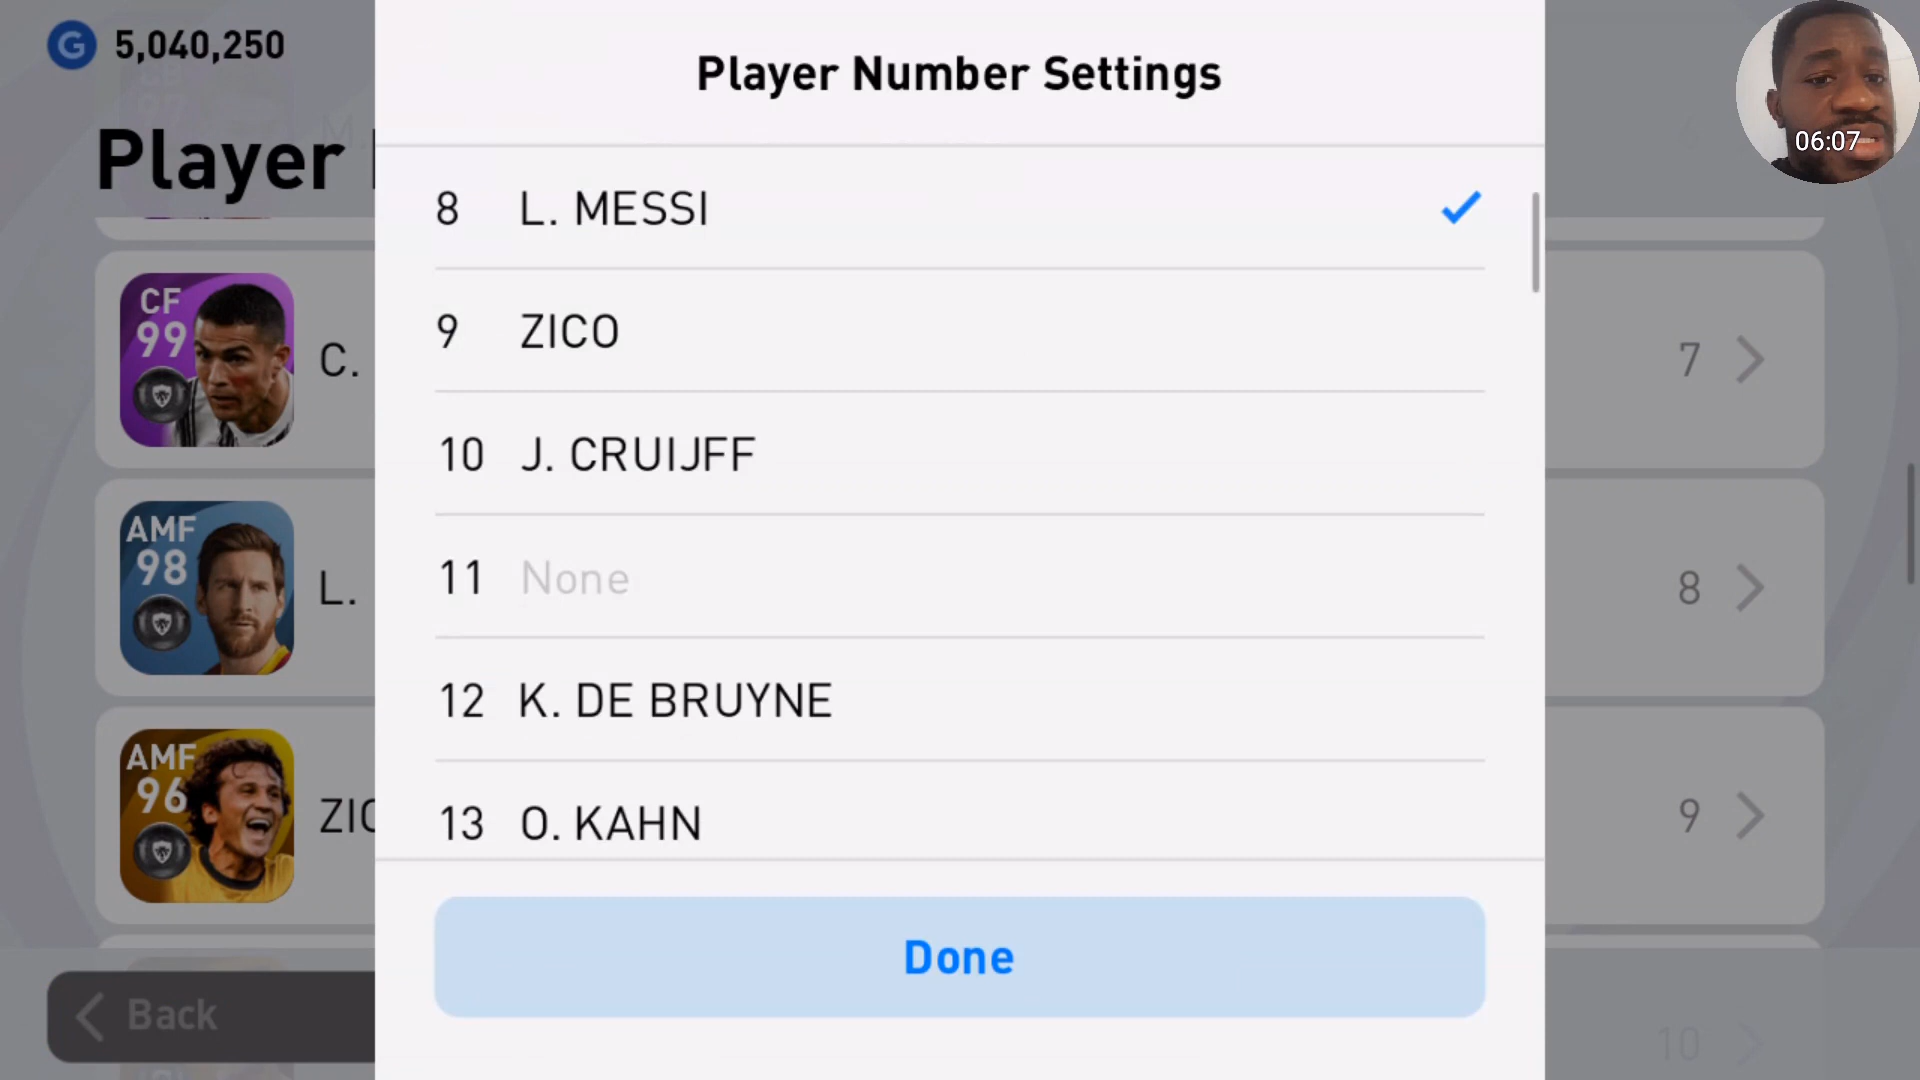 G 5,040,250
Player Number Settings
06:07
Player
8 L. MESSI
9 ZICO
10 J. CRUIJFF
11 None
12 K. DE BRUYNE
13 O. KAHN
Done
CF
99
C.
7
AMF
98
L.
8
AMF
96
ZIC
9
Back
10